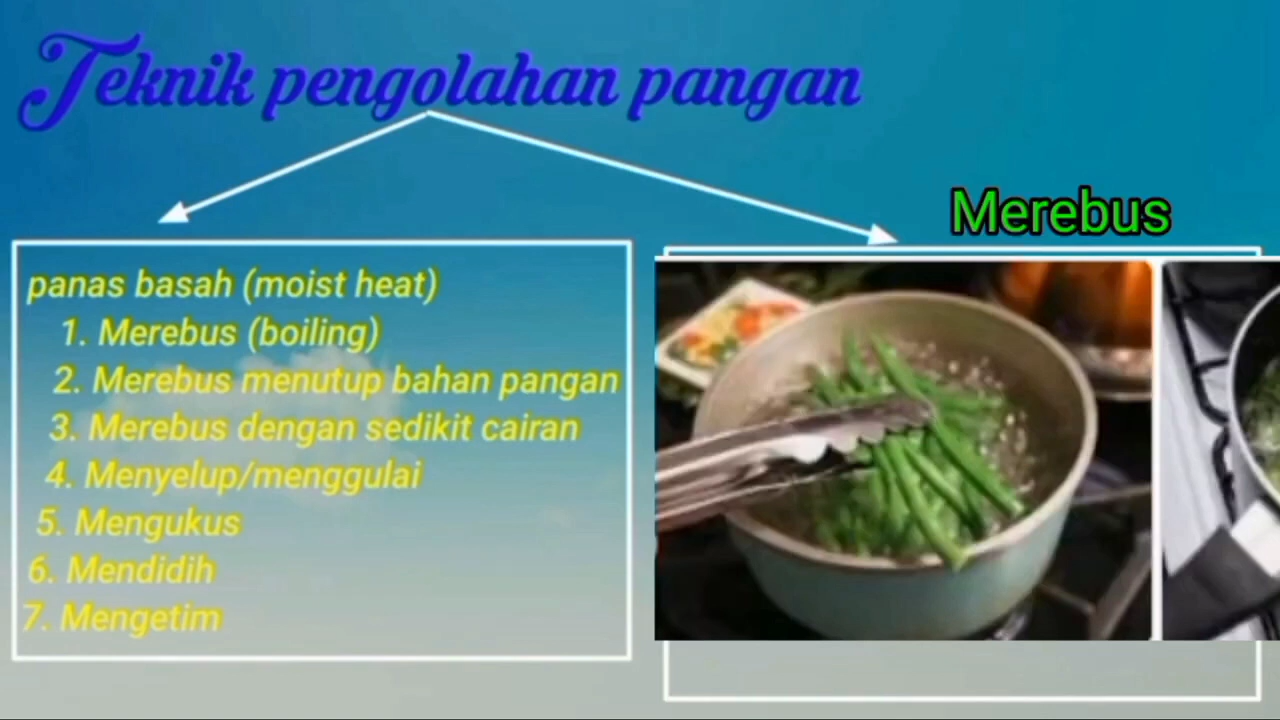 Teknik pengolahan pangan
Merebus
panas basah (moist heat)
1. Merebus (boiling)
2. Merebus menutup bahan pangan
3. Merebus dengan sedikit cairan
4. Menyelup/menggulai
5. Mengukus
6. Mendidih
7. Mengetim